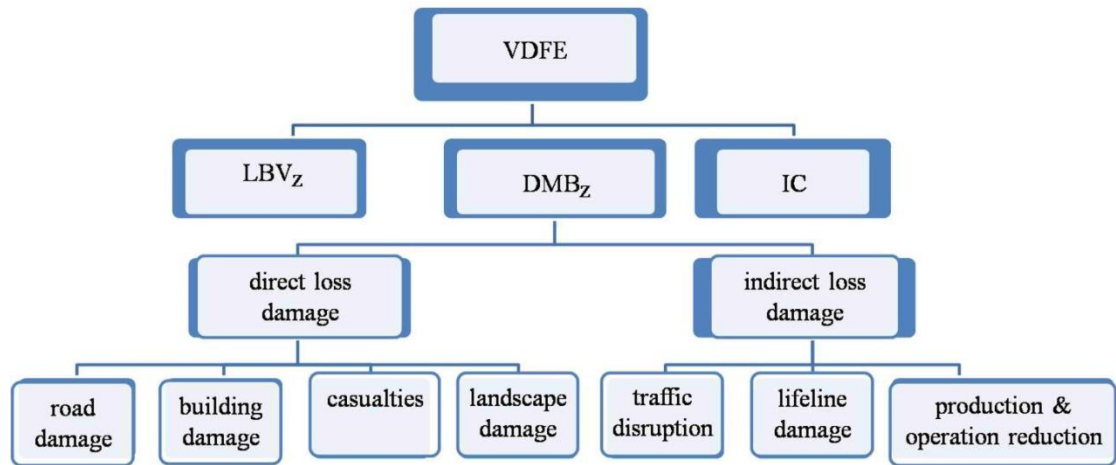 VDFE
LBVZ
DMBZ
IC
direct loss
damage
indirect loss
damage
road
damage
building
damage
casualties
landscape
damage
traffic
disruption
lifeline
damage
production &
operation reduction